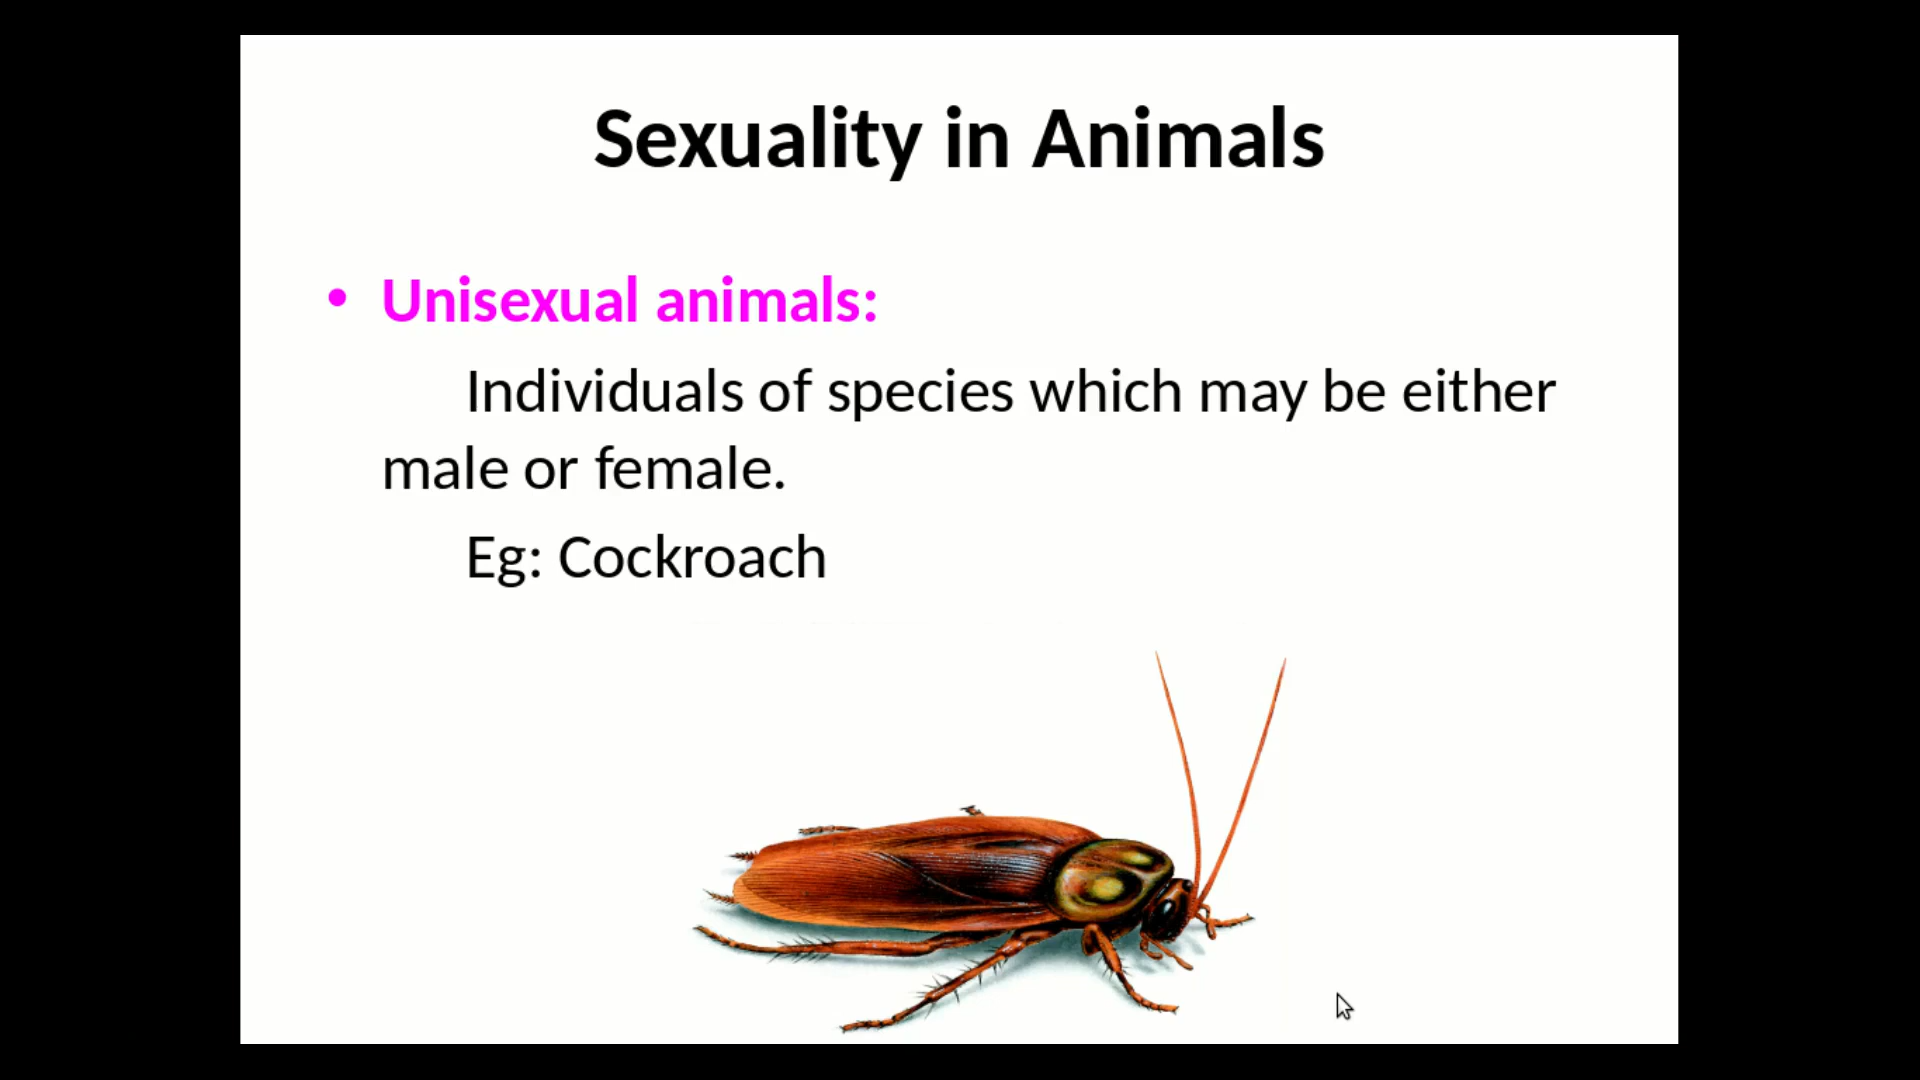 Sexuality in Animals
• Unisexual animals:
Individuals of species which may be either
male or female.
Eg: Cockroach